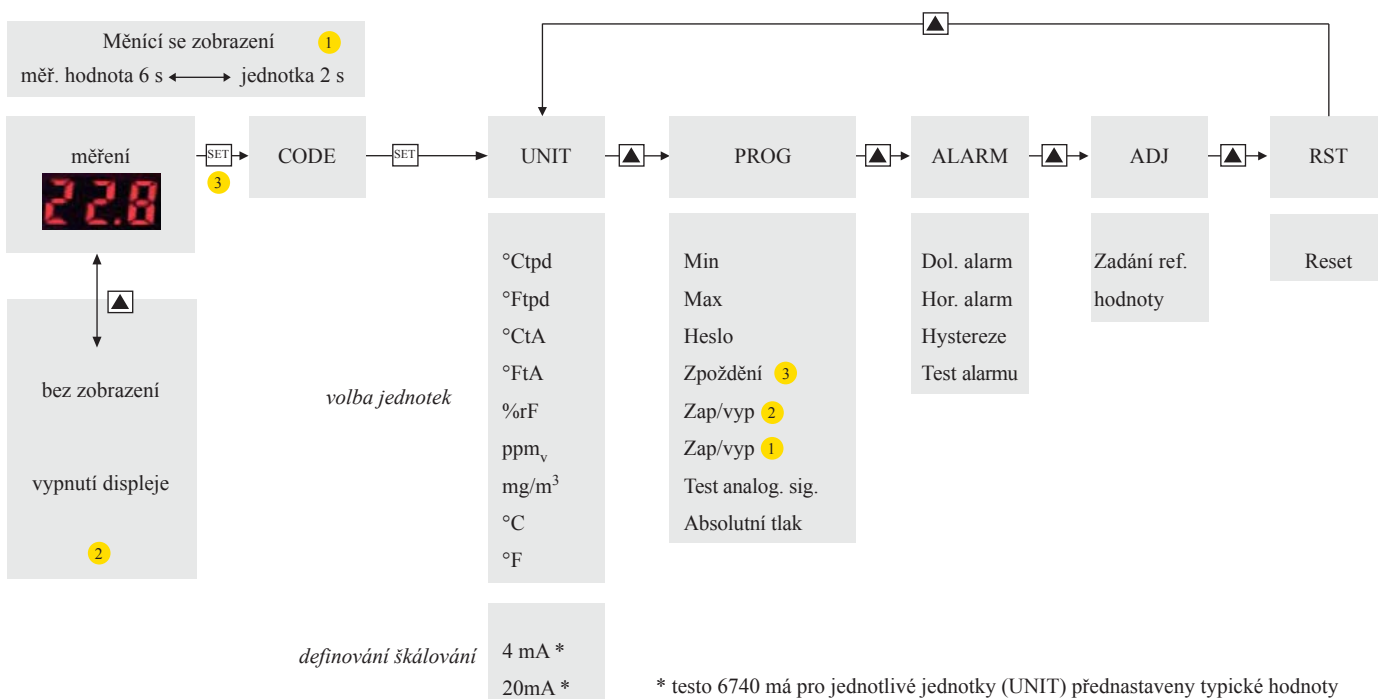 Měnící se zobrazení 1
měř. hodnota 6 s ⟷ jednotka 2 s
měření
22.8
SET
3
CODE
SET
UNIT
PROG
ALARM
ADJ
RST
bez zobrazení
vypnutí displeje
2
volba jednotek
°Ctpd
°Ftpd
°CtA
°FtA
%rF
ppmv
mg/m³
°C
°F
Min
Max
Heslo
Zpoždění 3
Zap/vyp 2
Zap/vyp 1
Test analog. sig.
Absolutní tlak
Dol. alarm
Hor. alarm
Hystereze
Test alarmu
Zadání ref.
hodnoty
Reset
definování škálování
4 mA *
20mA *
* testo 6740 má pro jednotlivé jednotky (UNIT) přednastaveny typické hodnoty